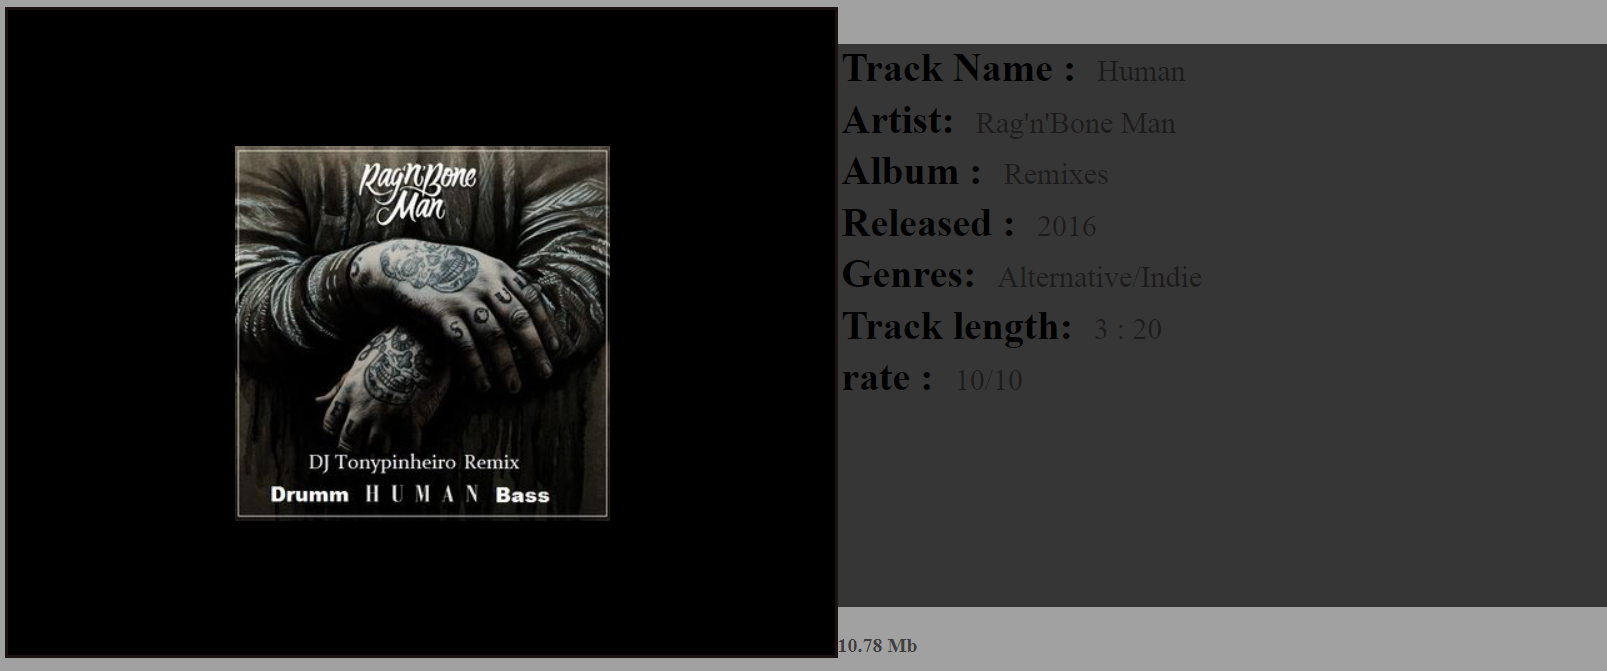 Rag'n'Bone
Man
SOUL
DJ Tonypinheiro Remix
Drumm HUMAN Bass
Track Name : Human
Artist: Rag'n'Bone Man
Album : Remixes
Released : 2016
Genres: Alternative/Indie
Track length: 3 : 20
rate : 10/10
10.78 Mb